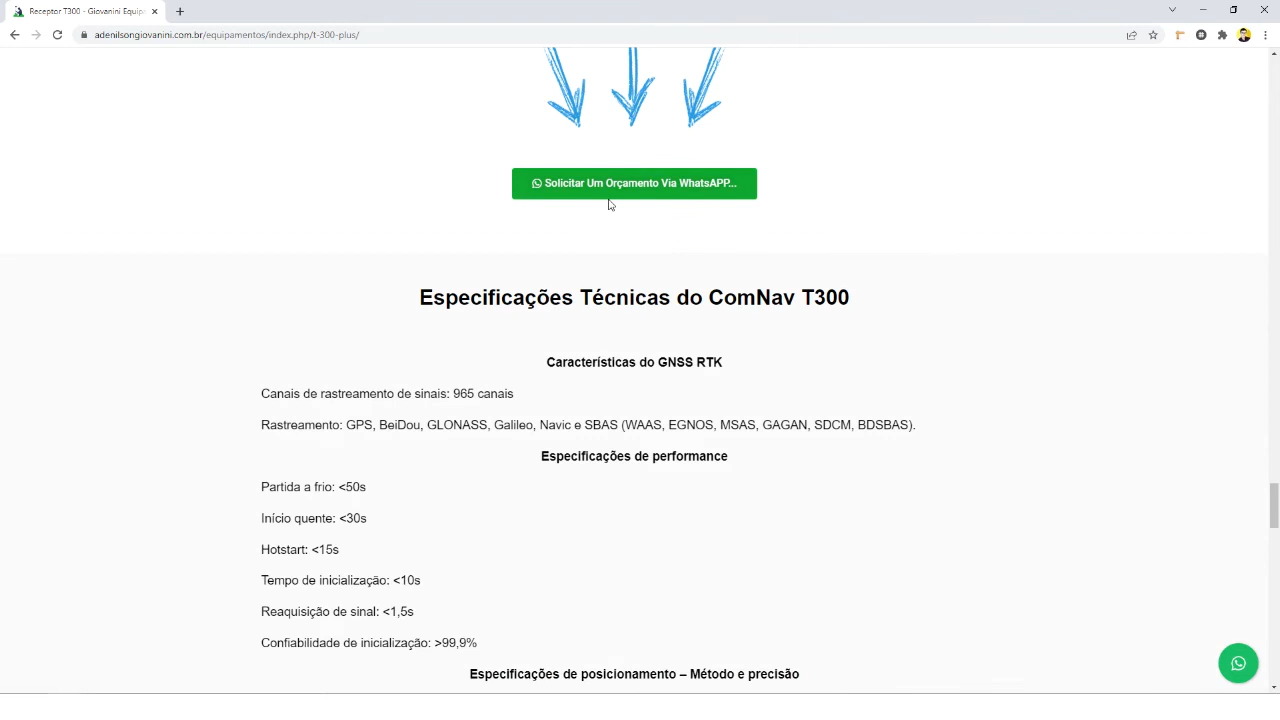 Receptor T300 - Giovanini Equip
adenilsongiovanini.com.br/equipamentos/index.php/t-300-plus/
Solicitar Um Orçamento Via WhatsAPP...
Especificações Técnicas do ComNav T300
Características do GNSS RTK
Canais de rastreamento de sinais: 965 canais
Rastreamento: GPS, BeiDou, GLONASS, Galileo, Navic e SBAS (WAAS, EGNOS, MSAS, GAGAN, SDCM, BDSBAS).
Especificações de performance
Partida a frio: <50s
Início quente: <30s
Hotstart: <15s
Tempo de inicialização: <10s
Reaquisição de sinal: <1,5s
Confiabilidade de inicialização: >99,9%
Especificações de posicionamento – Método e precisão